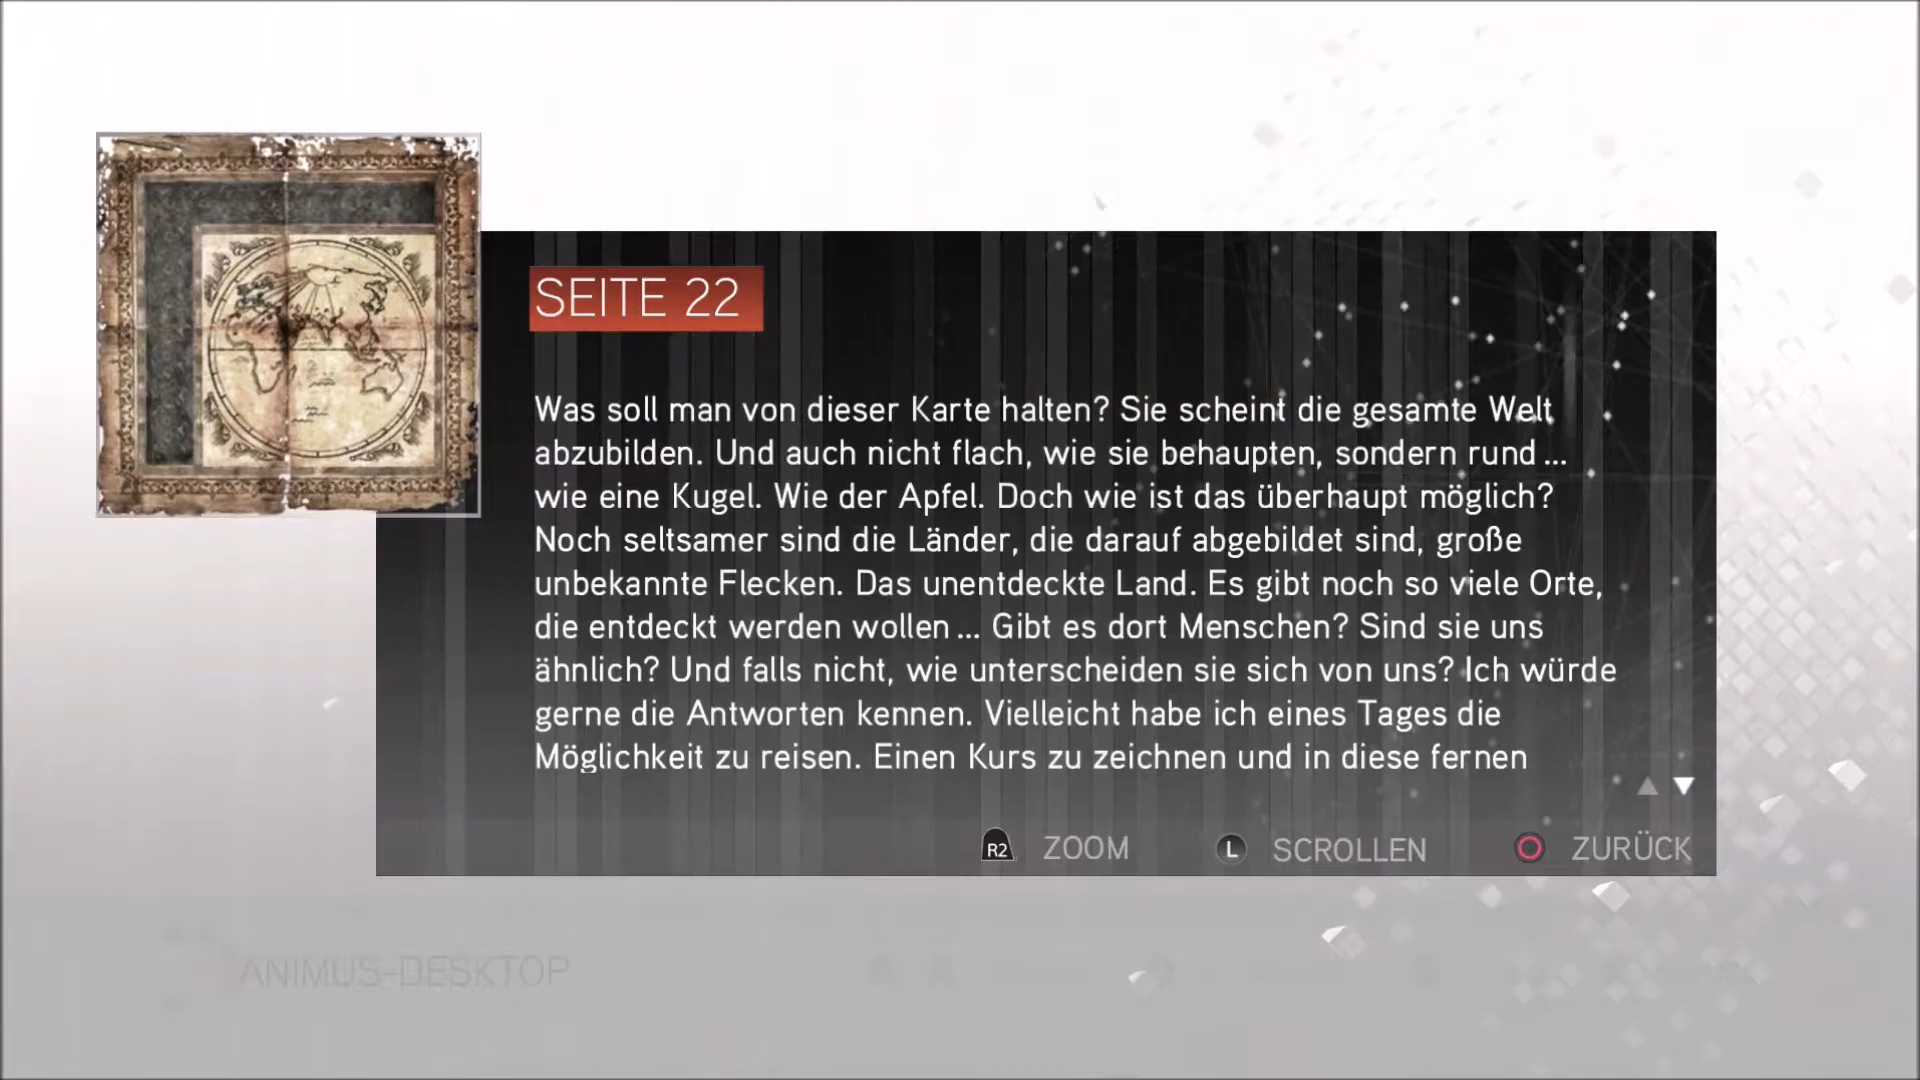 SEITE 22
Was soll man von dieser Karte halten? Sie scheint die gesamte Welt
abzubilden. Und auch nicht flach, wie sie behaupten, sondern rund ...
wie eine Kugel. Wie der Apfel. Doch wie ist das überhaupt möglich?
Noch seltsamer sind die Länder, die darauf abgebildet sind, große
unbekannte Flecken. Das unentdeckte Land. Es gibt noch so viele Orte,
die entdeckt werden wollen ... Gibt es dort Menschen? Sind sie uns
ähnlich? Und falls nicht, wie unterscheiden sie sich von uns? Ich würde
gerne die Antworten kennen. Vielleicht habe ich eines Tages die
Möglichkeit zu reisen. Einen Kurs zu zeichnen und in diese fernen
R2 ZOOM L SCROLLEN ZURÜCK
ANIMUS-DESKTOP